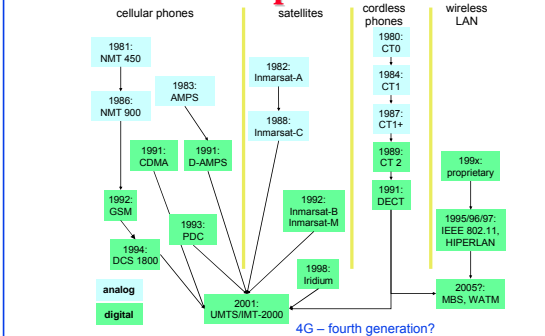 cellular phones
satellites
cordless
phones
wireless
LAN
1981:
NMT 450
1986:
NMT 900
1983:
AMPS
1991:
CDMA
1991:
D-AMPS
1992:
GSM
1993:
PDC
1994:
DCS 1800
1982:
Inmarsat-A
1988:
Inmarsat-C
1992:
Inmarsat-B
Inmarsat-M
1998:
Iridium
1980:
CT0
1984:
CT1
1987:
CT1+
1989:
CT 2
1991:
DECT
199x:
proprietary
1995/96/97:
IEEE 802.11,
HIPERLAN
2005?:
MBS, WATM
analog
digital
2001:
UMTS/IMT-2000
4G – fourth generation?